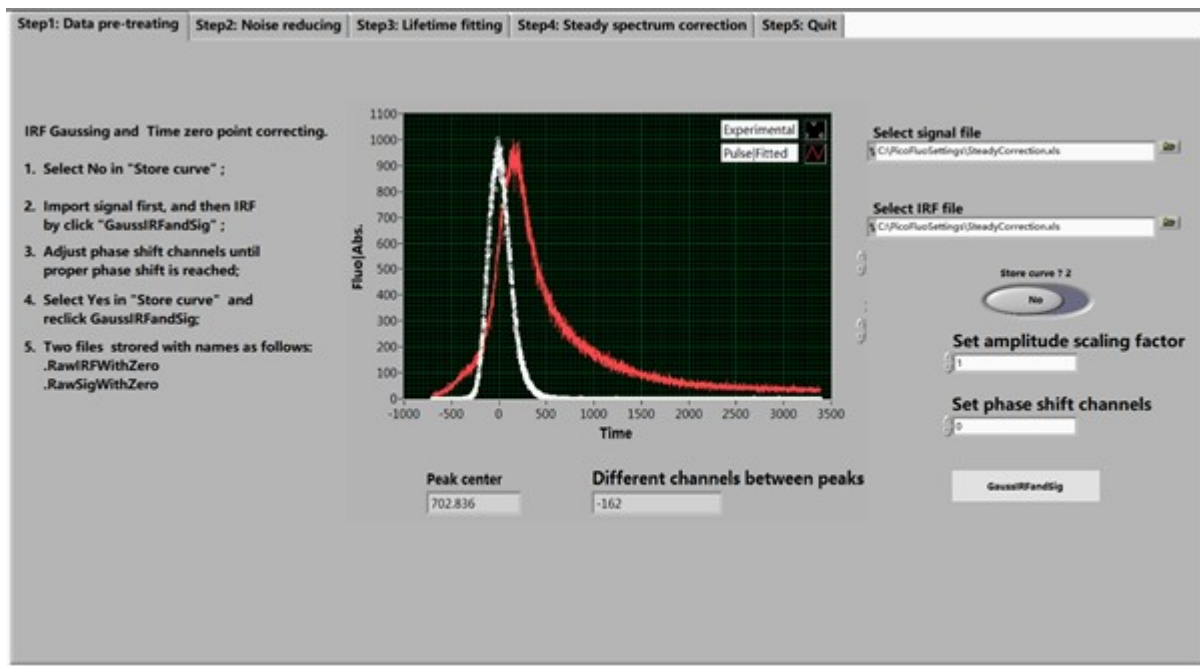 Step1: Data pre-treating
Step2: Noise reducing
Step3: Lifetime fitting
Step4: Steady spectrum correction
Step5: Quit
IRF Gaussing and Time zero point correcting.
1. Select No in "Store curve" ;
2. Import signal first, and then IRF
by click "GaussIRFandSig" ;
3. Adjust phase shift channels until
proper phase shift is reached;
4. Select Yes in "Store curve" and
reclick GaussIRFandSig;
5. Two files strored with names as follows:
.RawIRFWithZero
.RawSigWithZero
Fluo|Abs.
1100
1000
900
800
700
600
500
400
300
200
100
0
-1000 -500 0 500 1000 1500 2000 2500 3000 3500
Time
Experimental
Pulse|Fitted
Peak center
702.836
Different channels between peaks
-162
Select signal file
C:\PicoFluoSettings\SteadyCorrection.xls
Select IRF file
C:\PicoFluoSettings\SteadyCorrection.xls
Store curve ? 2
No
Set amplitude scaling factor
1
Set phase shift channels
0
GaussIRFandSig